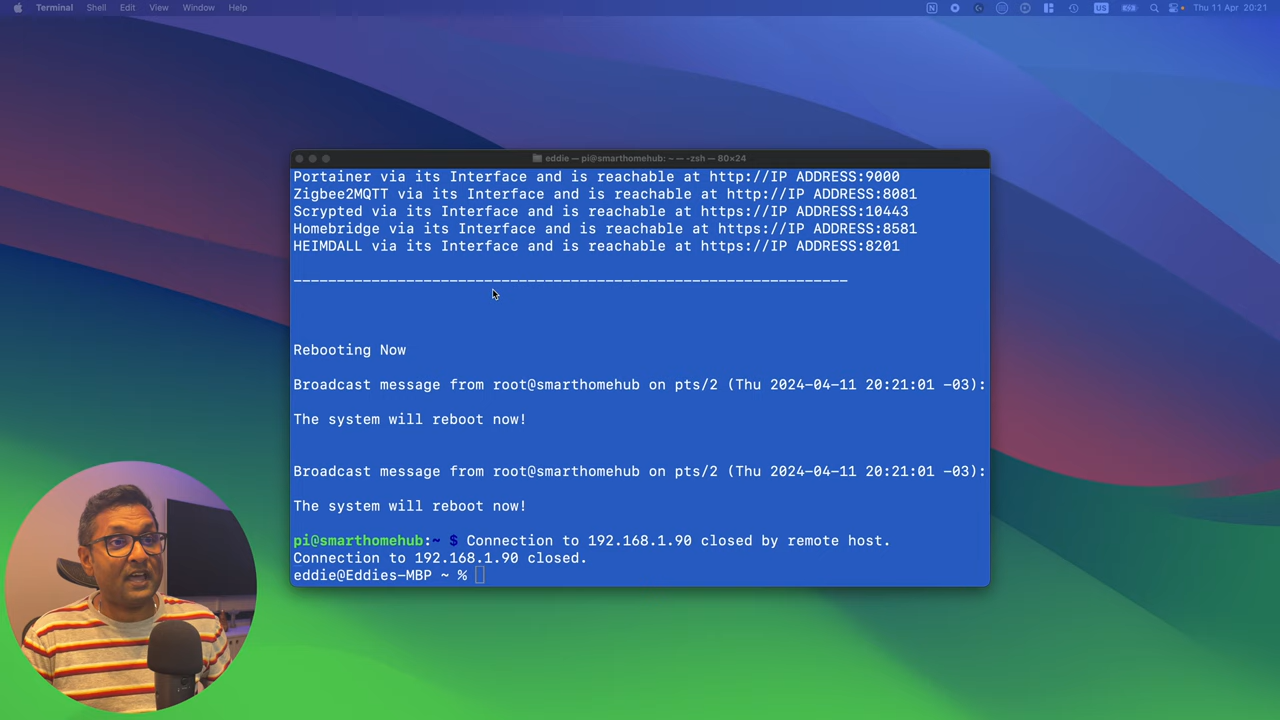 Terminal Shell Edit View Window Help
US
Thu 11 Apr 20:21
eddie — pi@smarthomehub: ~ — -zsh — 80×24
Portainer via its Interface and is reachable at http://IP ADDRESS:9000
Zigbee2MQTT via its Interface and is reachable at http://IP ADDRESS:8081
Scrypted via its Interface and is reachable at https://IP ADDRESS:10443
Homebridge via its Interface and is reachable at https://IP ADDRESS:8581
HEIMDALL via its Interface and is reachable at https://IP ADDRESS:8201
________________________________________________________________
Rebooting Now
Broadcast message from root@smarthomehub on pts/2 (Thu 2024-04-11 20:21:01 -03):
The system will reboot now!
Broadcast message from root@smarthomehub on pts/2 (Thu 2024-04-11 20:21:01 -03):
The system will reboot now!
pi@smarthomehub:~ $ Connection to 192.168.1.90 closed by remote host.
Connection to 192.168.1.90 closed.
eddie@Eddies-MBP ~ %